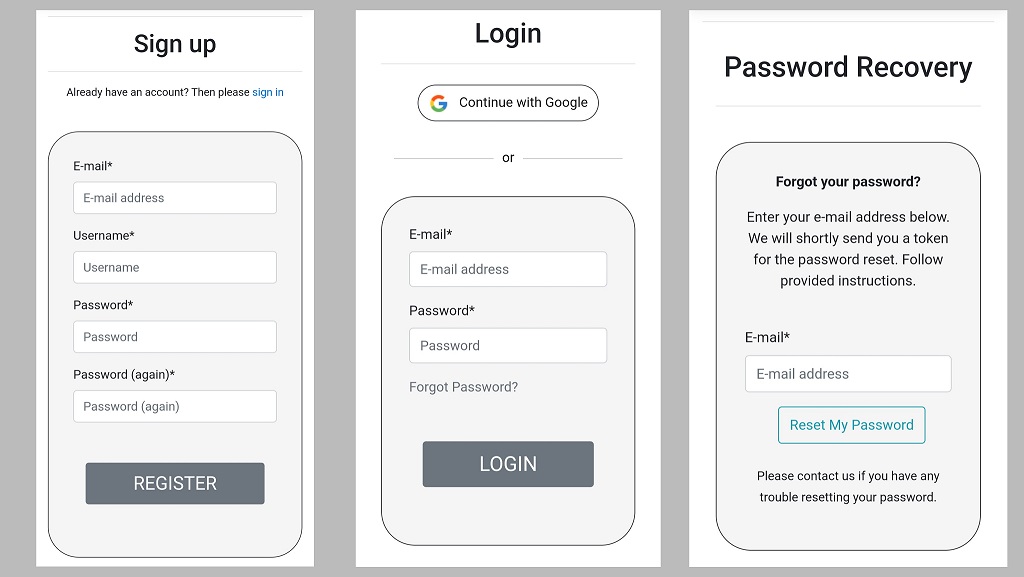 Sign up
Already have an account? Then please sign in
E-mail*
E-mail address
Username*
Username
Password*
Password
Password (again)*
Password (again)
REGISTER
Login
Continue with Google
or
E-mail*
E-mail address
Password*
Password
Forgot Password?
LOGIN
Password Recovery
Forgot your password?
Enter your e-mail address below.
We will shortly send you a token
for the password reset. Follow
provided instructions.
E-mail*
E-mail address
Reset My Password
Please contact us if you have any
trouble resetting your password.